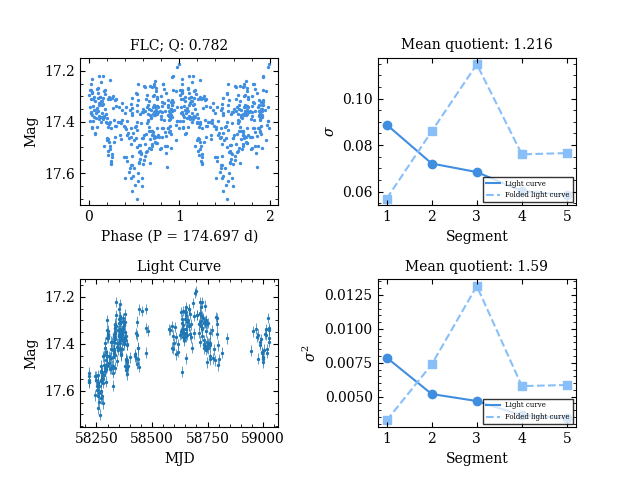 FLC; Q: 0.782
17.2
17.4
17.6
Mag
0
1
2
Phase (P = 174.697 d)
Mean quotient: 1.216
0.10
0.08
0.06
σ
1
2
3
4
5
Segment
Light curve
Folded light curve
Light Curve
17.2
17.4
17.6
Mag
58250
58500
58750
59000
MJD
Mean quotient: 1.59
0.0125
0.0100
0.0075
0.0050
σ²
1
2
3
4
5
Segment
Light curve
Folded light curve